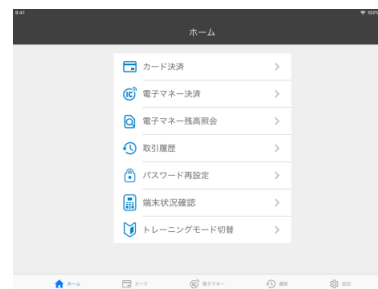 9:41
100%
ホーム
カード決済
電子マネー決済
電子マネー残高照会
取引履歴
パスワード再設定
端末状況確認
トレーニングモード切替
ホーム
カード
電子マネー
履歴
設定